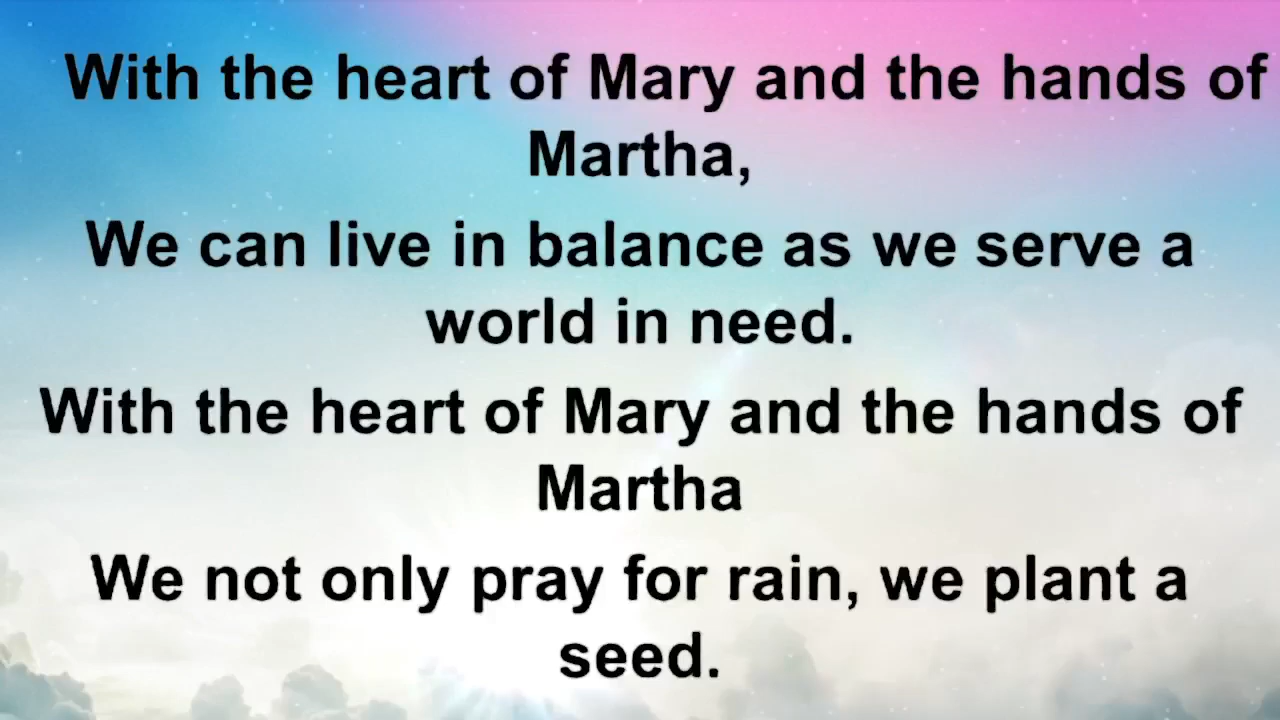 With the heart of Mary and the hands of
Martha,
We can live in balance as we serve a
world in need.
With the heart of Mary and the hands of
Martha
We not only pray for rain, we plant a
seed.